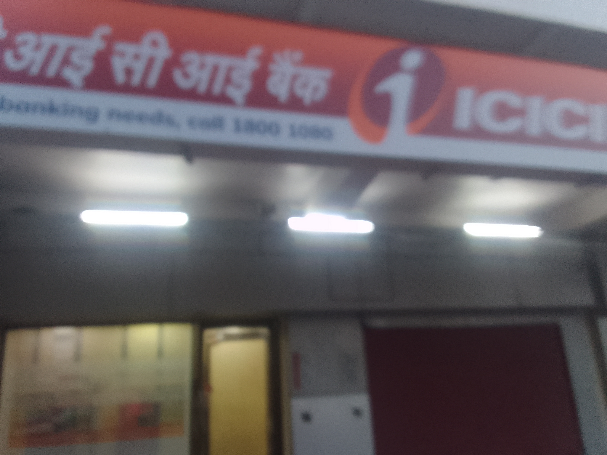 आई सी आई बैंक ICICI
banking needs, call 1800 1080